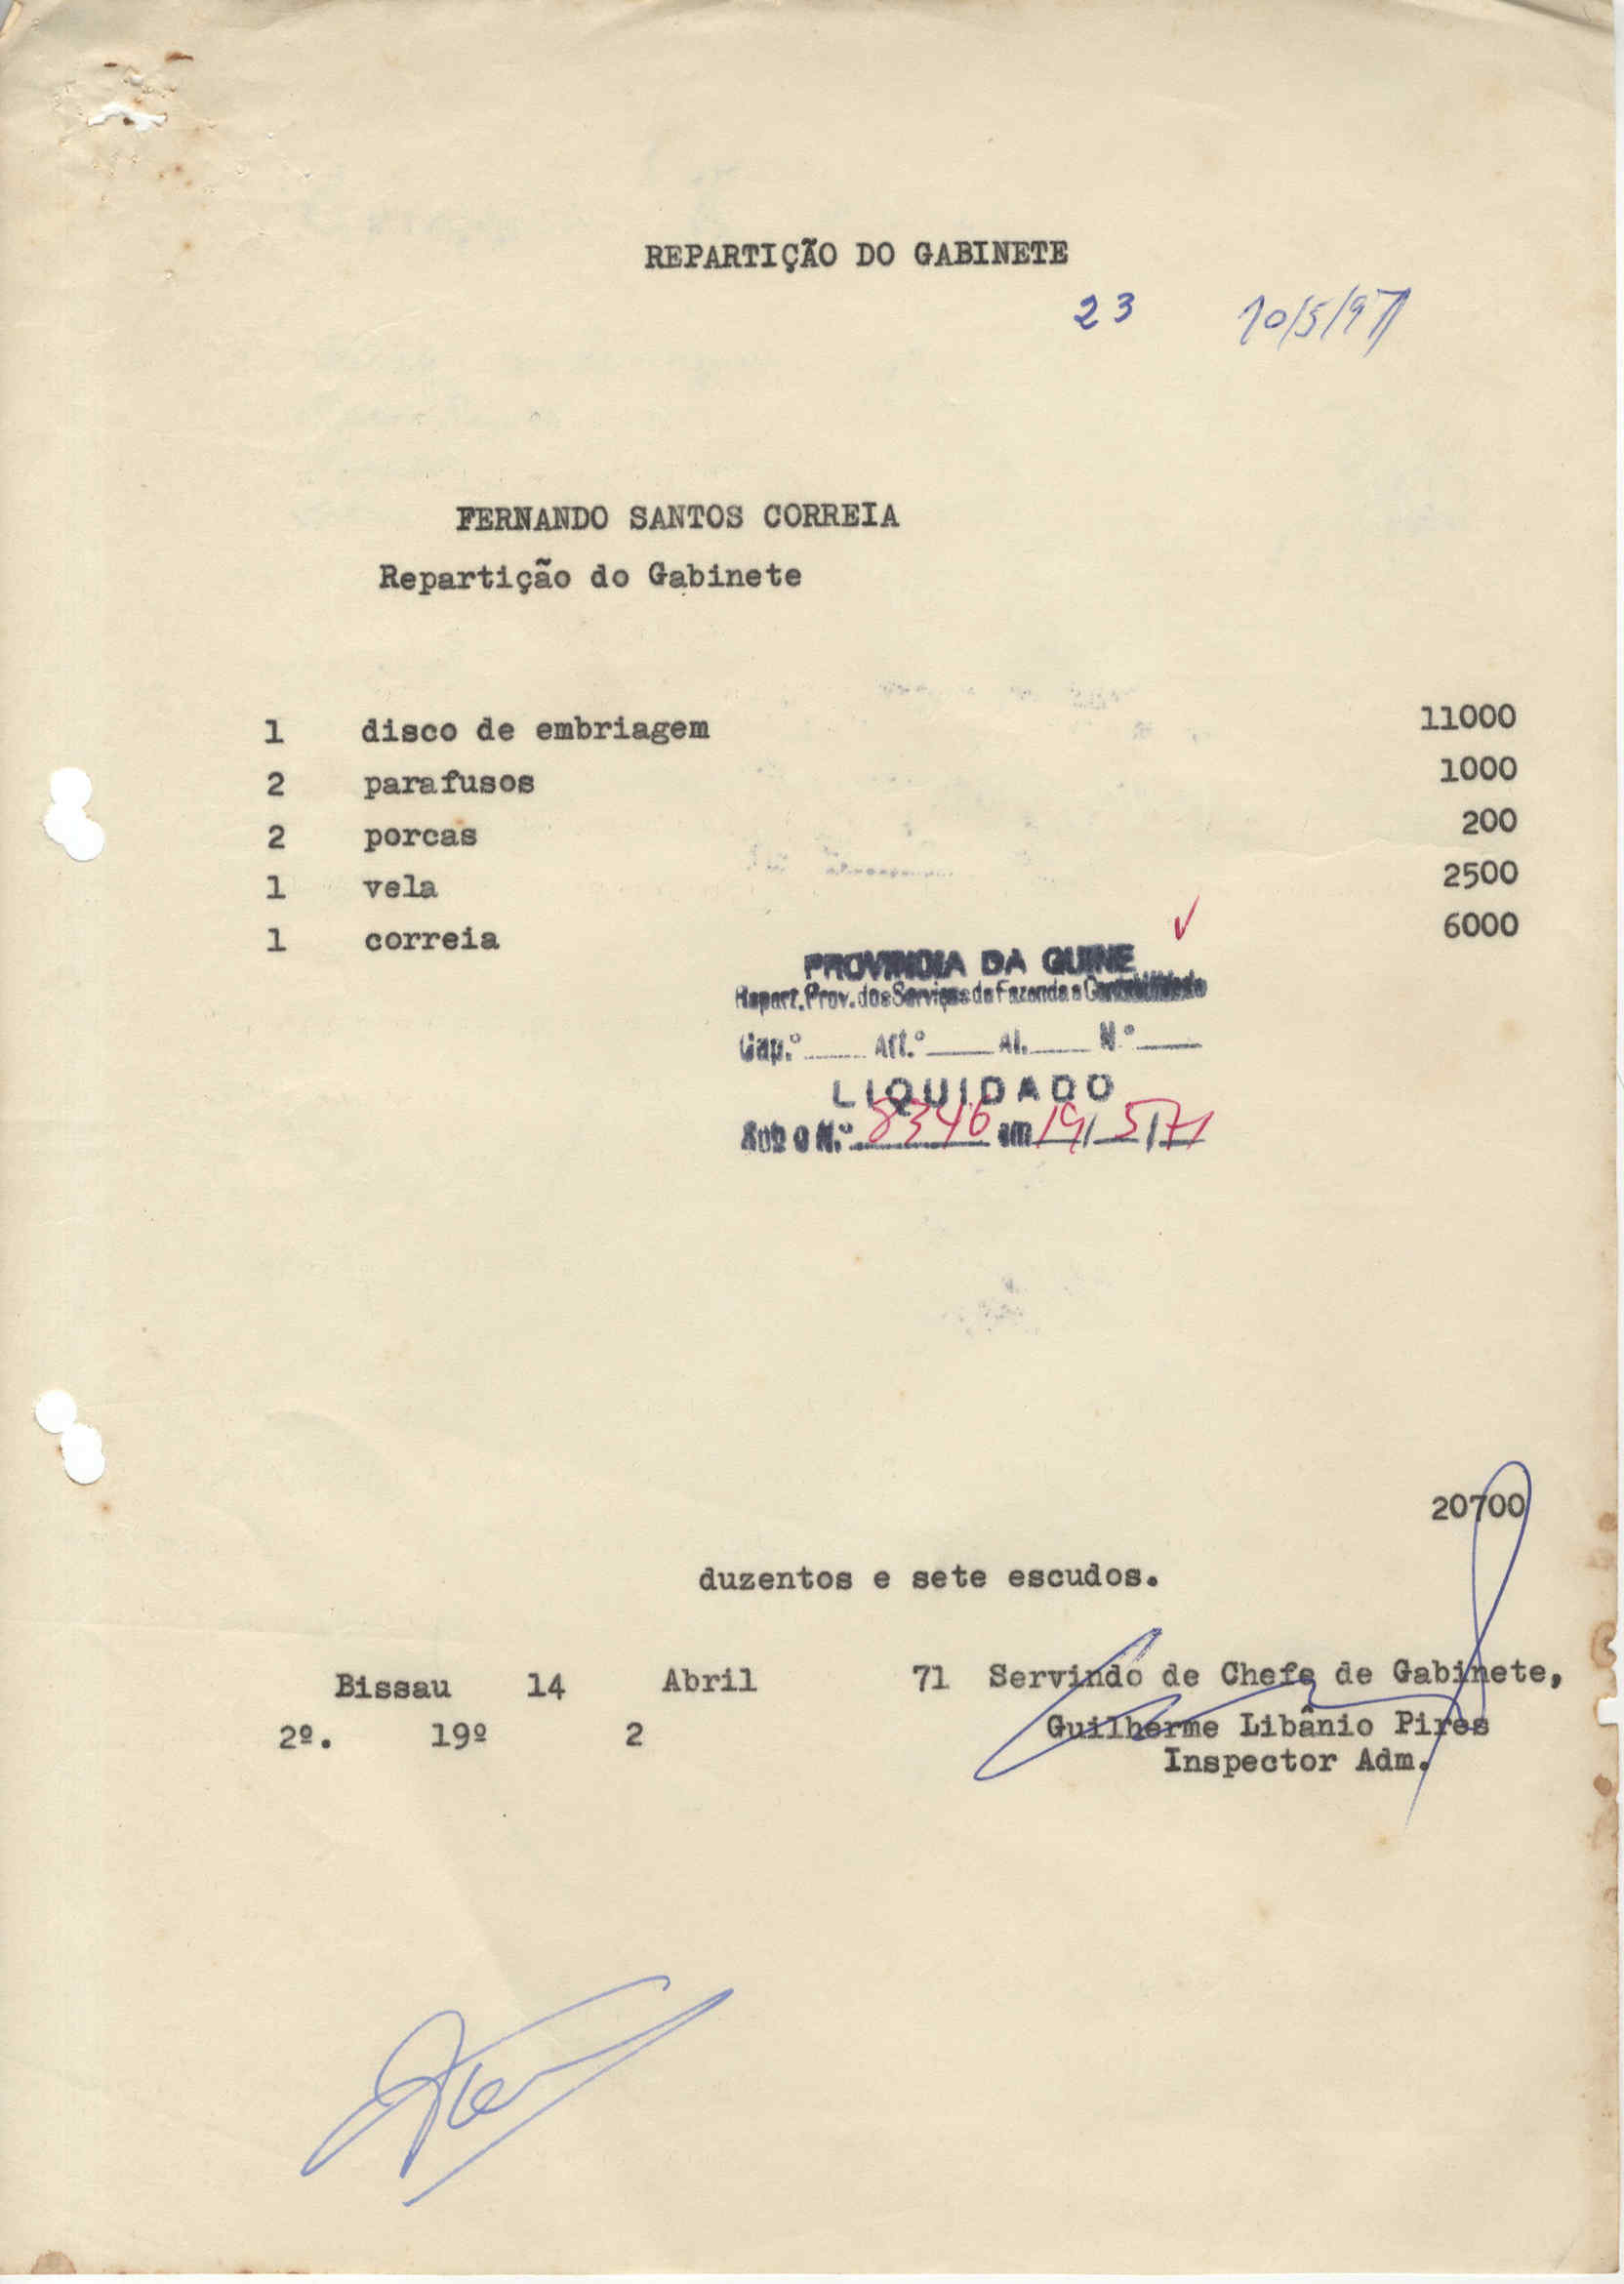 REPARTIÇÃO DO GABINETE
23 10/5/971
FERNANDO SANTOS CORREIA
Repartição do Gabinete
1 disco de embriagem 11000
2 parafusos 1000
2 porcas 200
1 vela 2500
1 correia 6000
PROVINCIA DA GUINE
Repart. Prov. dos Serviços de Fazenda e Contabilidade
Cap.º Art.º Al. N.º
LIQUIDADO
Sob o N.º 8346 em 19/5/71
20700
duzentos e sete escudos.
Bissau 14 Abril 71 Servindo de Chefe de Gabinete,
2º. 19º 2 Guilherme Libânio Pires
Inspector Adm.